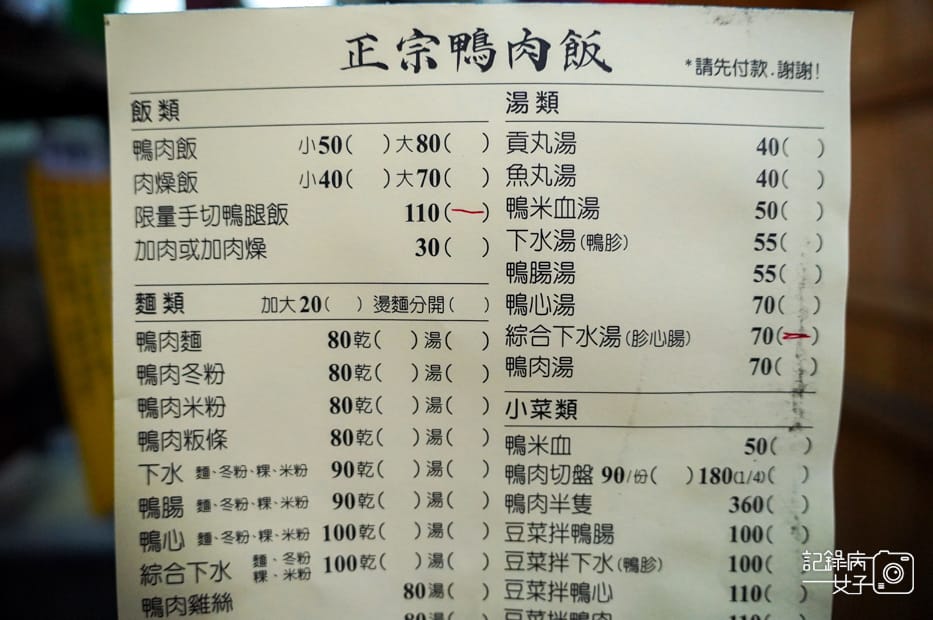 正宗鴨肉飯
*請先付款.謝謝!
飯類
鴨肉飯 小50( )大80( )
肉燥飯 小40( )大70( )
限量手切鴨腿飯 110(一)
加肉或加肉燥 30( )
麵類 加大20( ) 燙麵分開( )
鴨肉麵 80乾( )湯( )
鴨肉冬粉 80乾( )湯( )
鴨肉米粉 80乾( )湯( )
鴨肉粄條 80乾( )湯( )
下水 麵、冬粉、粿、米粉 90乾( )湯( )
鴨腸 麵、冬粉、粿、米粉 90乾( )湯( )
鴨心 麵、冬粉、粿、米粉 100乾( )湯( )
綜合下水 麵、冬粉 粿、米粉 100乾( )湯( )
鴨肉雞絲 80湯( )
湯類
貢丸湯 40( )
魚丸湯 40( )
鴨米血湯 50( )
下水湯(鴨胗) 55( )
鴨腸湯 55( )
鴨心湯 70( )
綜合下水湯(胗心腸) 70(一)
鴨肉湯 70( )
小菜類
鴨米血 50( )
鴨肉切盤 90/份( )180(1/4)( )
鴨肉半隻 360( )
豆菜拌鴨腸 100( )
豆菜拌下水(鴨胗) 100( )
豆菜拌鴨心 110( )
豆菜拌鴨肉 110( )
記錄病
女子